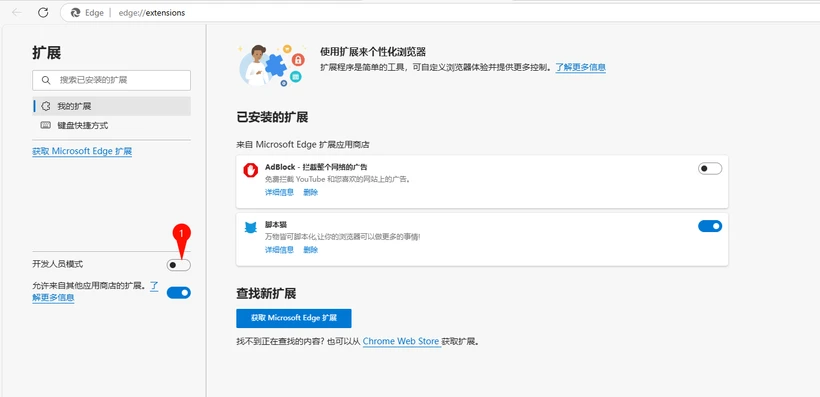 Edge
edge://extensions
扩展
搜索已安装的扩展
我的扩展
键盘快捷方式
获取 Microsoft Edge 扩展
1
开发人员模式
允许来自其他应用商店的扩展。了
解更多信息
使用扩展来个性化浏览器
扩展程序是简单的工具，可自定义浏览器体验并提供更多控制。了解更多信息
已安装的扩展
来自 Microsoft Edge 扩展应用商店
AdBlock - 拦截整个网络的广告
免费拦截 YouTube 和您喜欢的网站上的广告。
详细信息 删除
脚本猫
万物皆可脚本化,让你的浏览器可以做更多的事情!
详细信息 删除
查找新扩展
获取 Microsoft Edge 扩展
找不到正在查找的内容? 也可以从 Chrome Web Store 获取扩展。